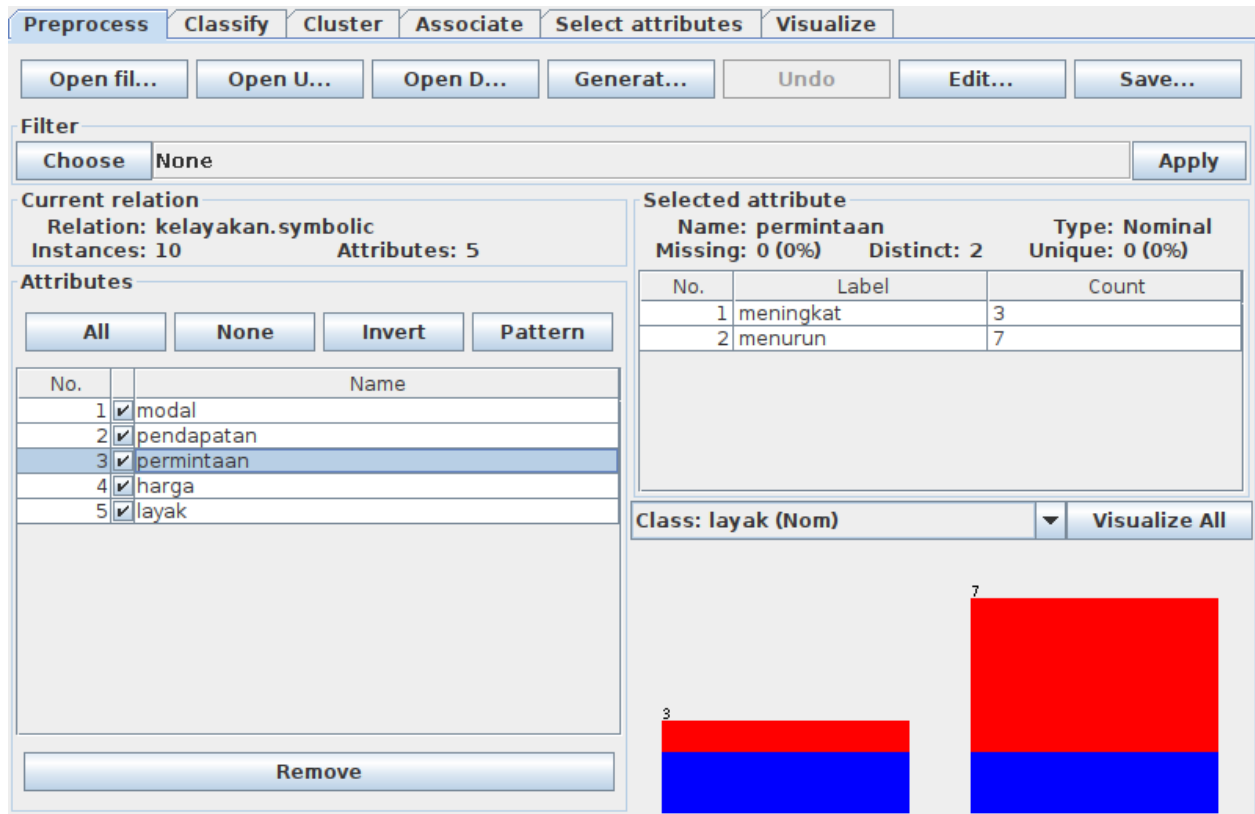 Preprocess Classify Cluster Associate Select attributes Visualize
Open fil... Open U... Open D... Generat... Undo Edit... Save...
Filter
Choose None Apply
Current relation
Relation: kelayakan.symbolic
Instances: 10 Attributes: 5
Attributes
All None Invert Pattern
No. Name
1 modal
2 pendapatan
3 permintaan
4 harga
5 layak
Remove
Selected attribute
Name: permintaan Type: Nominal
Missing: 0 (0%) Distinct: 2 Unique: 0 (0%)
No. Label Count
1 meningkat 3
2 menurun 7
Class: layak (Nom) Visualize All
7
3